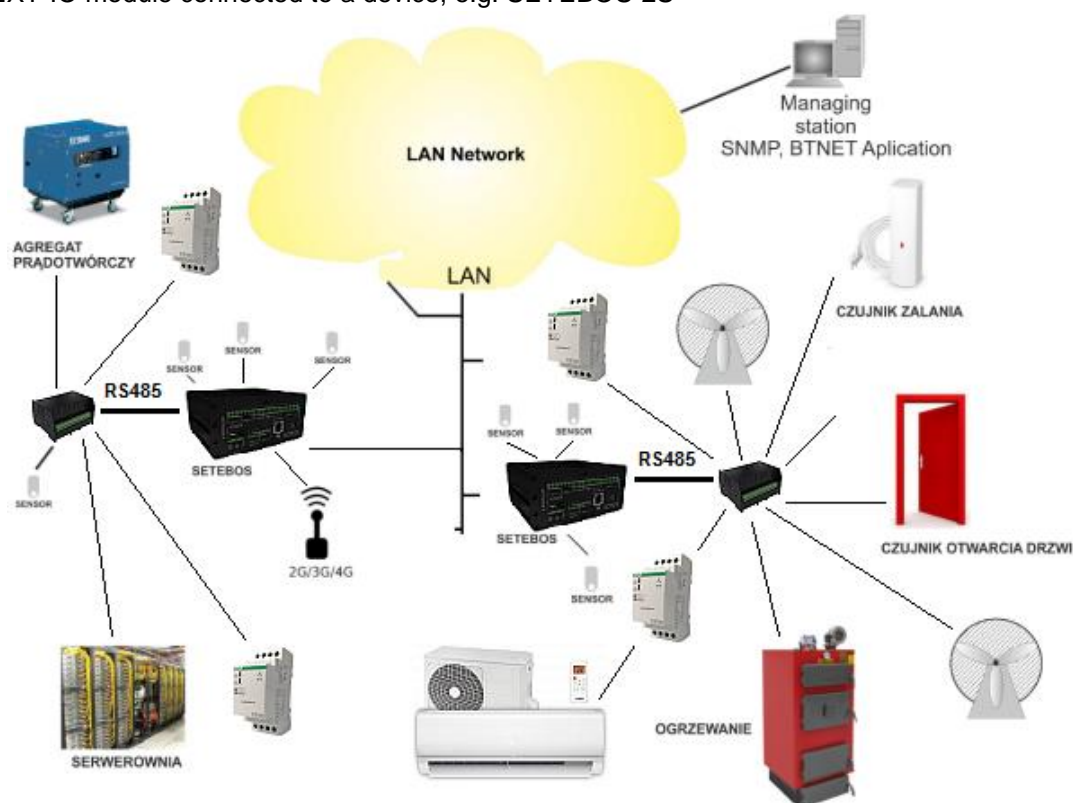 Managing
station
SNMP, BTNET Aplication
LAN Network
AGREGAT
PRĄDOTWÓRCZY
LAN
CZUJNIK ZALANIA
SENSOR
SENSOR
SENSOR
RS485
SETEBOS
SENSOR
2G/3G/4G
SENSOR
SENSOR
RS485
SETEBOS
SENSOR
CZUJNIK OTWARCIA DRZWI
SERWEROWNIA
OGRZEWANIE